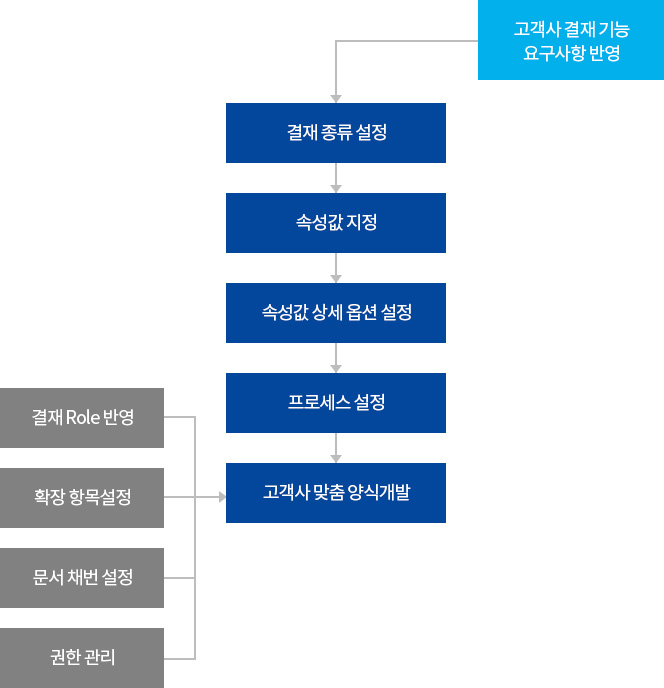 고객사 결재 기능
요구사항 반영
결재 종류 설정
속성값 지정
속성값 상세 옵션 설정
프로세스 설정
결재 Role 반영
확장 항목설정
문서 채번 설정
권한 관리
고객사 맞춤 양식개발